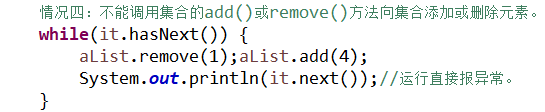 情况四：不能调用集合的add()或remove()方法向集合添加或删除元素。
while(it.hasNext()) {
    aList.remove(1);aList.add(4);
    System.out.println(it.next());//运行直接报异常。
}